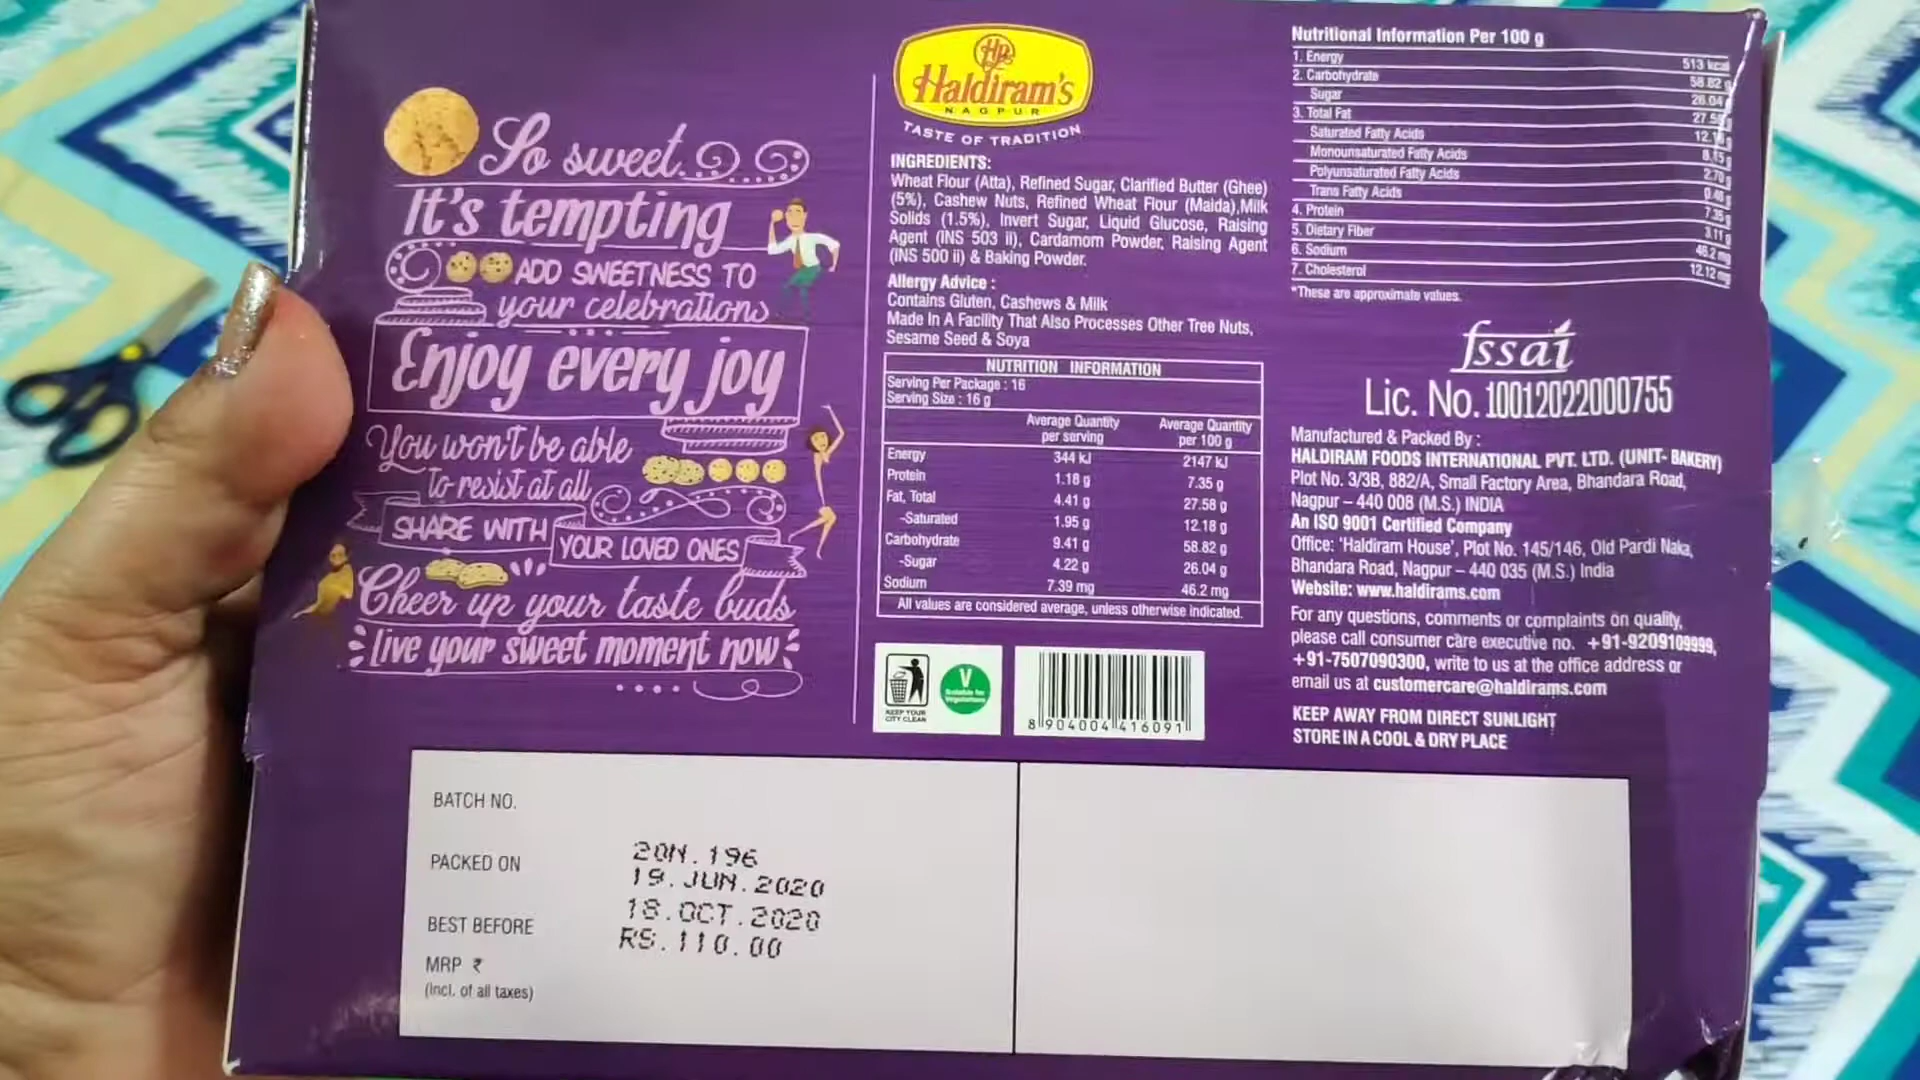 So sweet..
It's tempting
ADD SWEETNESS TO
your celebrations
Enjoy every joy
You won't be able
to resist at all
SHARE WITH
YOUR LOVED ONES
Cheer up your taste buds
Live your sweet moment now
HR
Haldiram's
NAGPUR
TASTE OF TRADITION
INGREDIENTS:
Wheat Flour (Atta), Refined Sugar, Clarified Butter (Ghee)
(5%), Cashew Nuts, Refined Wheat Flour (Maida),Milk
Solids (1.5%), Invert Sugar, Liquid Glucose, Raising
Agent (INS 503 ii), Cardamom Powder, Raising Agent
(INS 500 ii) & Baking Powder.
Allergy Advice :
Contains Gluten, Cashews & Milk
Made In A Facility That Also Processes Other Tree Nuts,
Sesame Seed & Soya
NUTRITION INFORMATION
Serving Per Package : 16
Serving Size : 16 g
Average Quantity per serving Average Quantity per 100 g
Energy 344 kJ 2147 kJ
Protein 1.18 g 7.35 g
Fat, Total 4.41 g 27.58 g
-Saturated 1.95 g 12.18 g
Carbohydrate 9.41 g 58.82 g
-Sugar 4.22 g 26.04 g
Sodium 7.39 mg 46.2 mg
All values are considered average, unless otherwise indicated.
KEEP YOUR
CITY CLEAN
V
Suitable for
Vegetarians
8 904004 416091
Nutritional Information Per 100 g
1. Energy 513 kcal
2. Carbohydrate 58.82 g
Sugar 26.04
3. Total Fat
Saturated Fatty Acids
Monounsaturated Fatty Acids
Polyunsaturated Fatty Acids 2.70 g
Trans Fatty Acids
4. Protein 7.35 g
5. Dietary Fiber 3.11 g
6. Sodium 46.2 mg
7. Cholesterol 12.12 mg
*These are approximate values.
fssai
Lic. No. 10012022000755
Manufactured & Packed By :
HALDIRAM FOODS INTERNATIONAL PVT. LTD. (UNIT- BAKERY)
Plot No. 3/3B, 882/A, Small Factory Area, Bhandara Road,
Nagpur – 440 008 (M.S.) INDIA
An ISO 9001 Certified Company
Office: 'Haldiram House', Plot No. 145/146, Old Pardi Naka,
Bhandara Road, Nagpur – 440 035 (M.S.) India
Website: www.haldirams.com
For any questions, comments or complaints on quality,
please call consumer care executive no. +91-9209109999,
+91-7507090300, write to us at the office address or
email us at customercare@haldirams.com
KEEP AWAY FROM DIRECT SUNLIGHT
STORE IN A COOL & DRY PLACE
BATCH NO. 20N.196
PACKED ON 19.JUN.2020
BEST BEFORE 18.OCT.2020
MRP ₹ RS.110.00
(Incl. of all taxes)